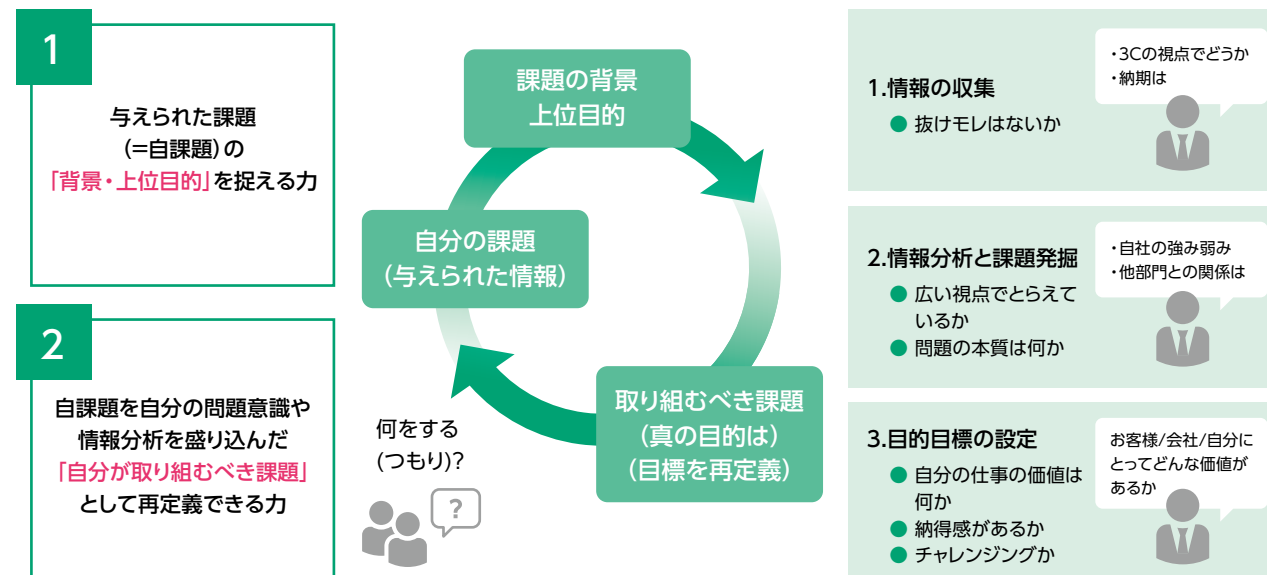 1
与えられた課題
(=自課題)の
「背景・上位目的」を捉える力
2
自課題を自分の問題意識や
情報分析を盛り込んだ
「自分が取り組むべき課題」
として再定義できる力
課題の背景
上位目的
自分の課題
(与えられた情報)
取り組むべき課題
(真の目的は)
(目標を再定義)
何をする
(つもり)?
?
1.情報の収集
● 抜けモレはないか
・3Cの視点でどうか
・納期は
2.情報分析と課題発掘
● 広い視点でとらえて
いるか
● 問題の本質は何か
・自社の強み弱み
・他部門との関係は
3.目的目標の設定
● 自分の仕事の価値は
何か
● 納得感があるか
● チャレンジングか
お客様/会社/自分に
とってどんな価値が
あるか